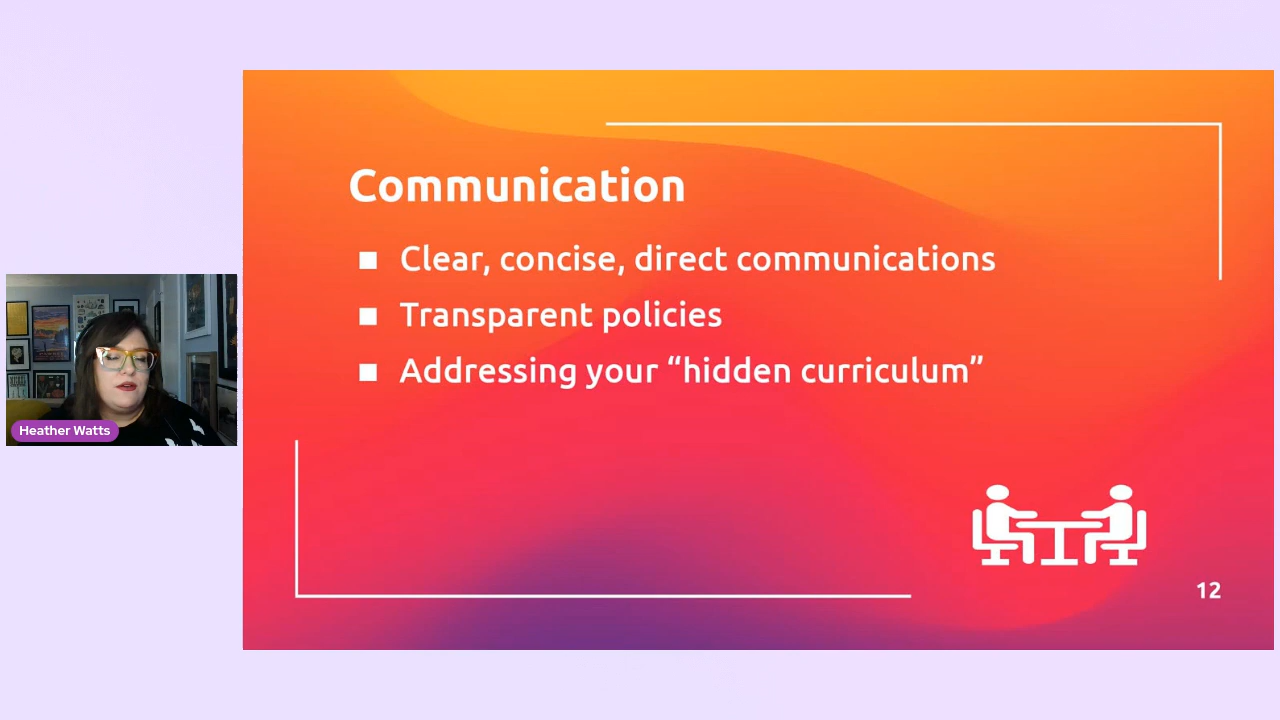 Communication
Clear, concise, direct communications
Transparent policies
Addressing your “hidden curriculum”
Heather Watts
12